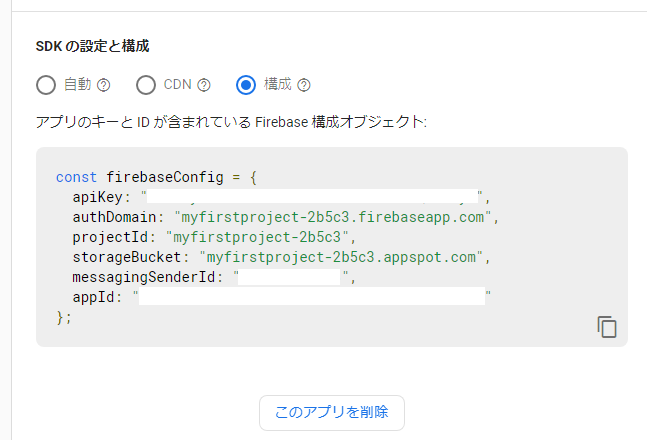 SDK の設定と構成
自動 CDN 構成
アプリのキーと ID が含まれている Firebase 構成オブジェクト:
const firebaseConfig = {
apiKey: "",
authDomain: "myfirstproject-2b5c3.firebaseapp.com",
projectId: "myfirstproject-2b5c3",
storageBucket: "myfirstproject-2b5c3.appspot.com",
messagingSenderId: "",
appId: ""
};
このアプリを削除